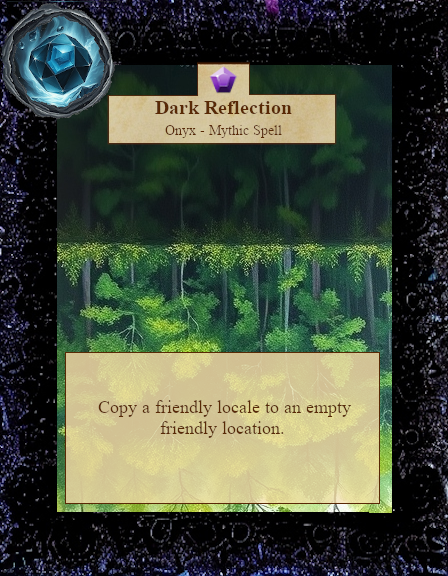 Dark Reflection
Onyx - Mythic Spell
Copy a friendly locale to an empty
friendly location.